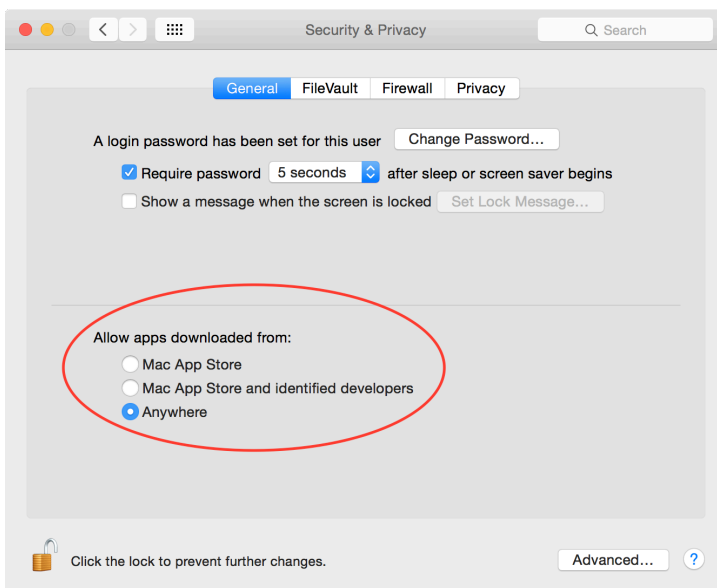 Security & Privacy
Search
General FileVault Firewall Privacy
A login password has been set for this user Change Password...
Require password 5 seconds after sleep or screen saver begins
Show a message when the screen is locked Set Lock Message...
Allow apps downloaded from:
Mac App Store
Mac App Store and identified developers
Anywhere
Click the lock to prevent further changes.
Advanced... ?